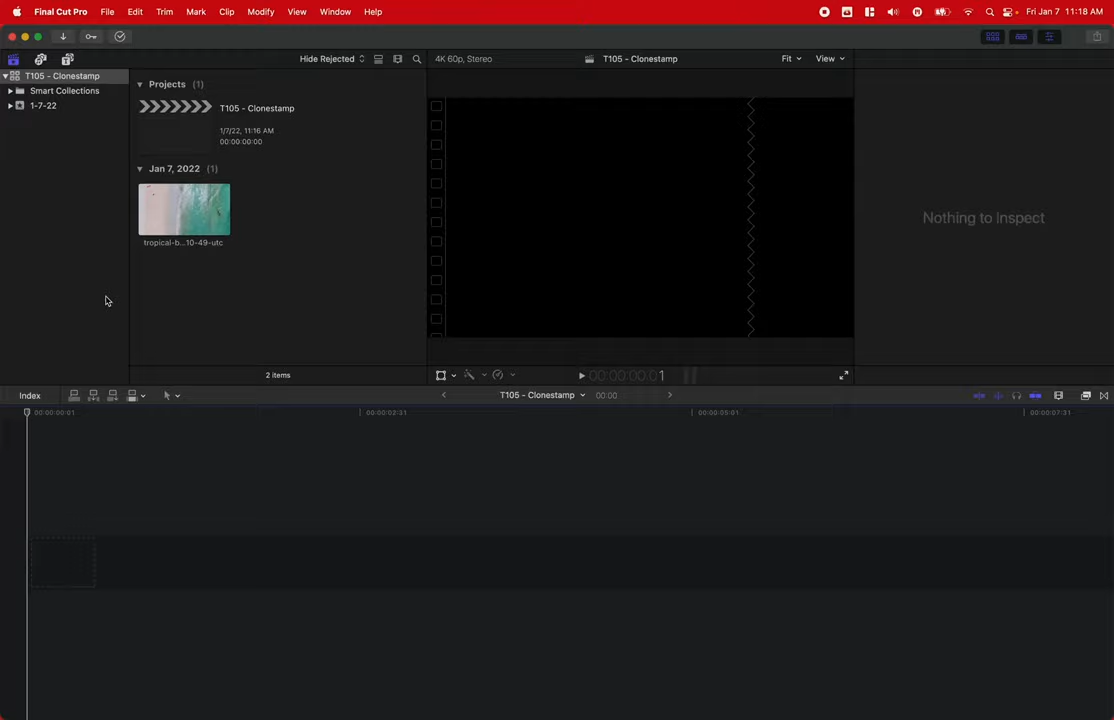 Final Cut Pro File Edit Trim Mark Clip Modify View Window Help Fri Jan 7 11:18 AM
Hide Rejected 4K 60p, Stereo T105 - Clonestamp Fit View
T105 - Clonestamp
Smart Collections
1-7-22
Projects (1)
T105 - Clonestamp
1/7/22, 11:16 AM
00:00:00:00
Jan 7, 2022 (1)
tropical-b...10-49-utc
Nothing to inspect
2 items
00:00:00:01
Index T105 - Clonestamp 00:00
00:00:00:01 00:00:02:31 00:00:05:01 00:00:07:31